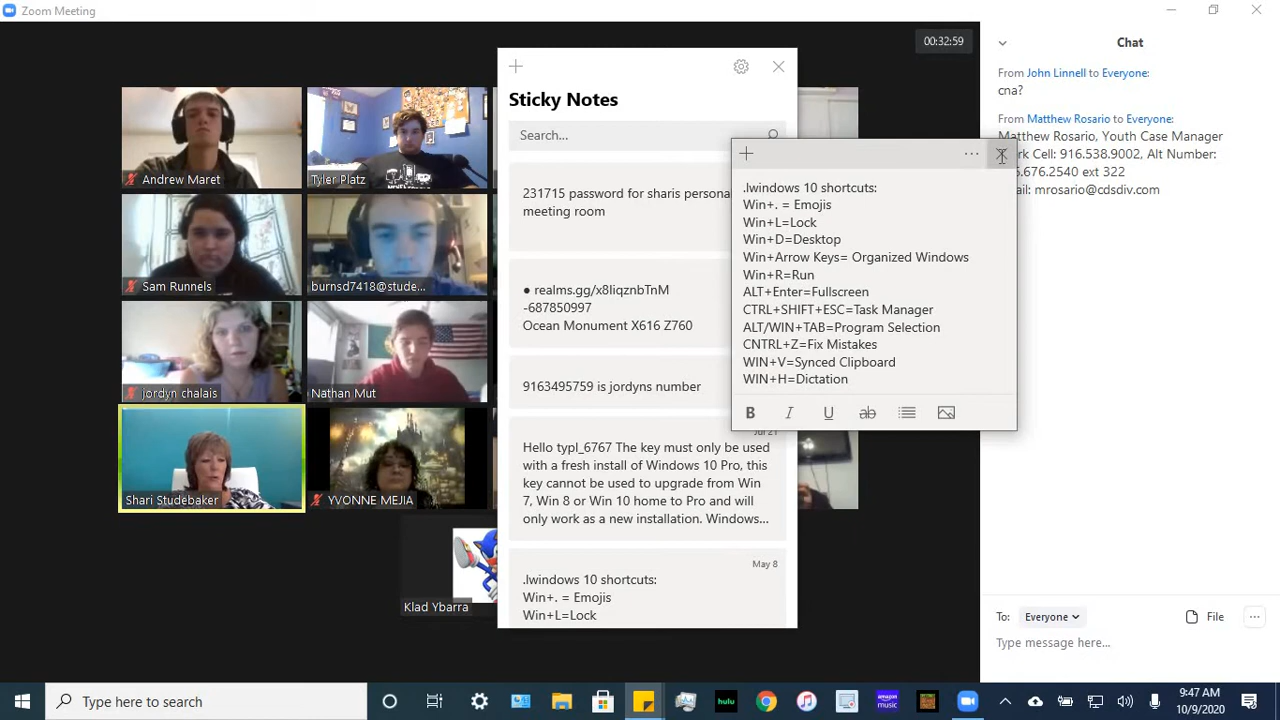 Zoom Meeting
00:32:59
Andrew Maret
Tyler Platz
Sam Runnels
burnsd7418@stude...
jordyn chalais
Nathan Mut
Shari Studebaker
YVONNE MEJIA
Klad Ybarra
Sticky Notes
Search...
231715 password for sharis persona
meeting room
● realms.gg/x8liqznbTnM
-687850997
Ocean Monument X616 Z760
9163495759 is jordyns number
Jul 21
Hello typl_6767 The key must only be used
with a fresh install of Windows 10 Pro, this
key cannot be used to upgrade from Win
7, Win 8 or Win 10 home to Pro and will
only work as a new installation. Windows...
May 8
.lwindows 10 shortcuts:
Win+. = Emojis
Win+L=Lock
.lwindows 10 shortcuts:
Win+. = Emojis
Win+L=Lock
Win+D=Desktop
Win+Arrow Keys= Organized Windows
Win+R=Run
ALT+Enter=Fullscreen
CTRL+SHIFT+ESC=Task Manager
ALT/WIN+TAB=Program Selection
CNTRL+Z=Fix Mistakes
WIN+V=Synced Clipboard
WIN+H=Dictation
B I U ab
Chat
From John Linnell to Everyone:
cna?
From Matthew Rosario to Everyone:
Matthew Rosario, Youth Case Manager
rk Cell: 916.538.9002, Alt Number:
.676.2540 ext 322
ail: mrosario@cdsdiv.com
To: Everyone
File
Type message here...
Type here to search
hulu
music
9:47 AM
10/9/2020